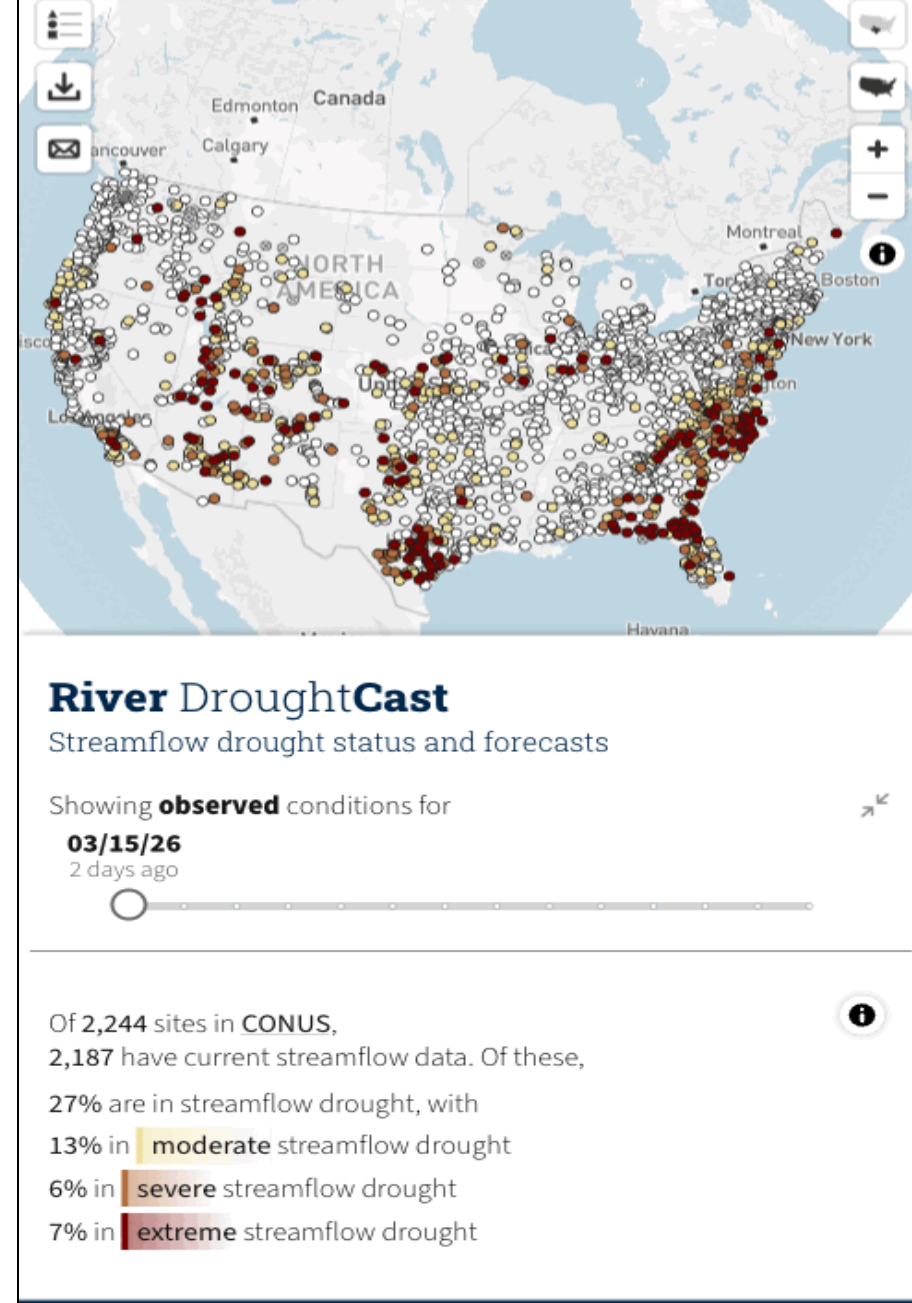 Edmonton
Canada
ancouver
Calgary
Montreal
NORTH
AMERICA
Boston
New York
Los Angeles
Havana
River DroughtCast
Streamflow drought status and forecasts
Showing observed conditions for
03/15/26
2 days ago
Of 2,244 sites in CONUS,
2,187 have current streamflow data. Of these,
27% are in streamflow drought, with
13% in moderate streamflow drought
6% in severe streamflow drought
7% in extreme streamflow drought